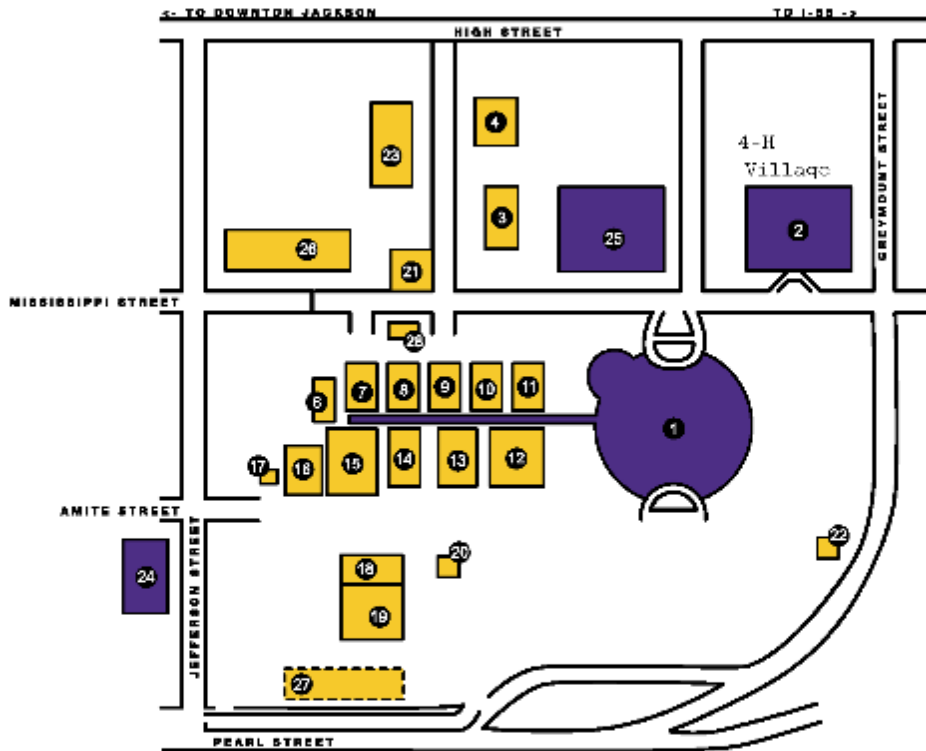 <- TO DOWNTON JACKSON
TO I-55 ->
HIGH STREET
4
23
4-H
Village
GREYMOUNT STREET
3
25
2
26
21
MISSISSIPPI STREET
28
6
7
8
9
10
11
1
17
16
15
14
13
12
AMITE STREET
JEFFERSON STREET
24
20
22
18
19
27
PEARL STREET